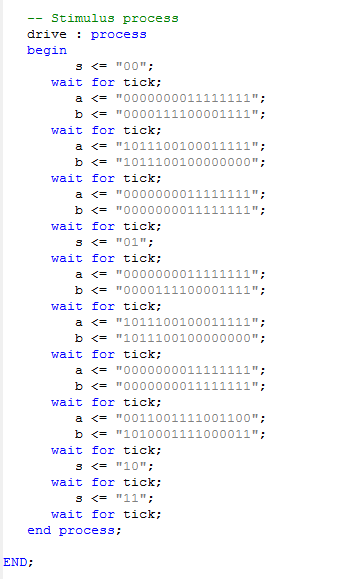 -- Stimulus process
drive : process
begin
s <= "00";
wait for tick;
a <= "0000000011111111";
b <= "0000111100001111";
wait for tick;
a <= "1011100100011111";
b <= "1011100100000000";
wait for tick;
a <= "0000000011111111";
b <= "0000000011111111";
wait for tick;
s <= "01";
wait for tick;
a <= "0000000011111111";
b <= "0000111100001111";
wait for tick;
a <= "1011100100011111";
b <= "1011100100000000";
wait for tick;
a <= "0000000011111111";
b <= "0000000011111111";
wait for tick;
a <= "0011001111001100";
b <= "1010001111000011";
wait for tick;
s <= "10";
wait for tick;
s <= "11";
wait for tick;
end process;
END;